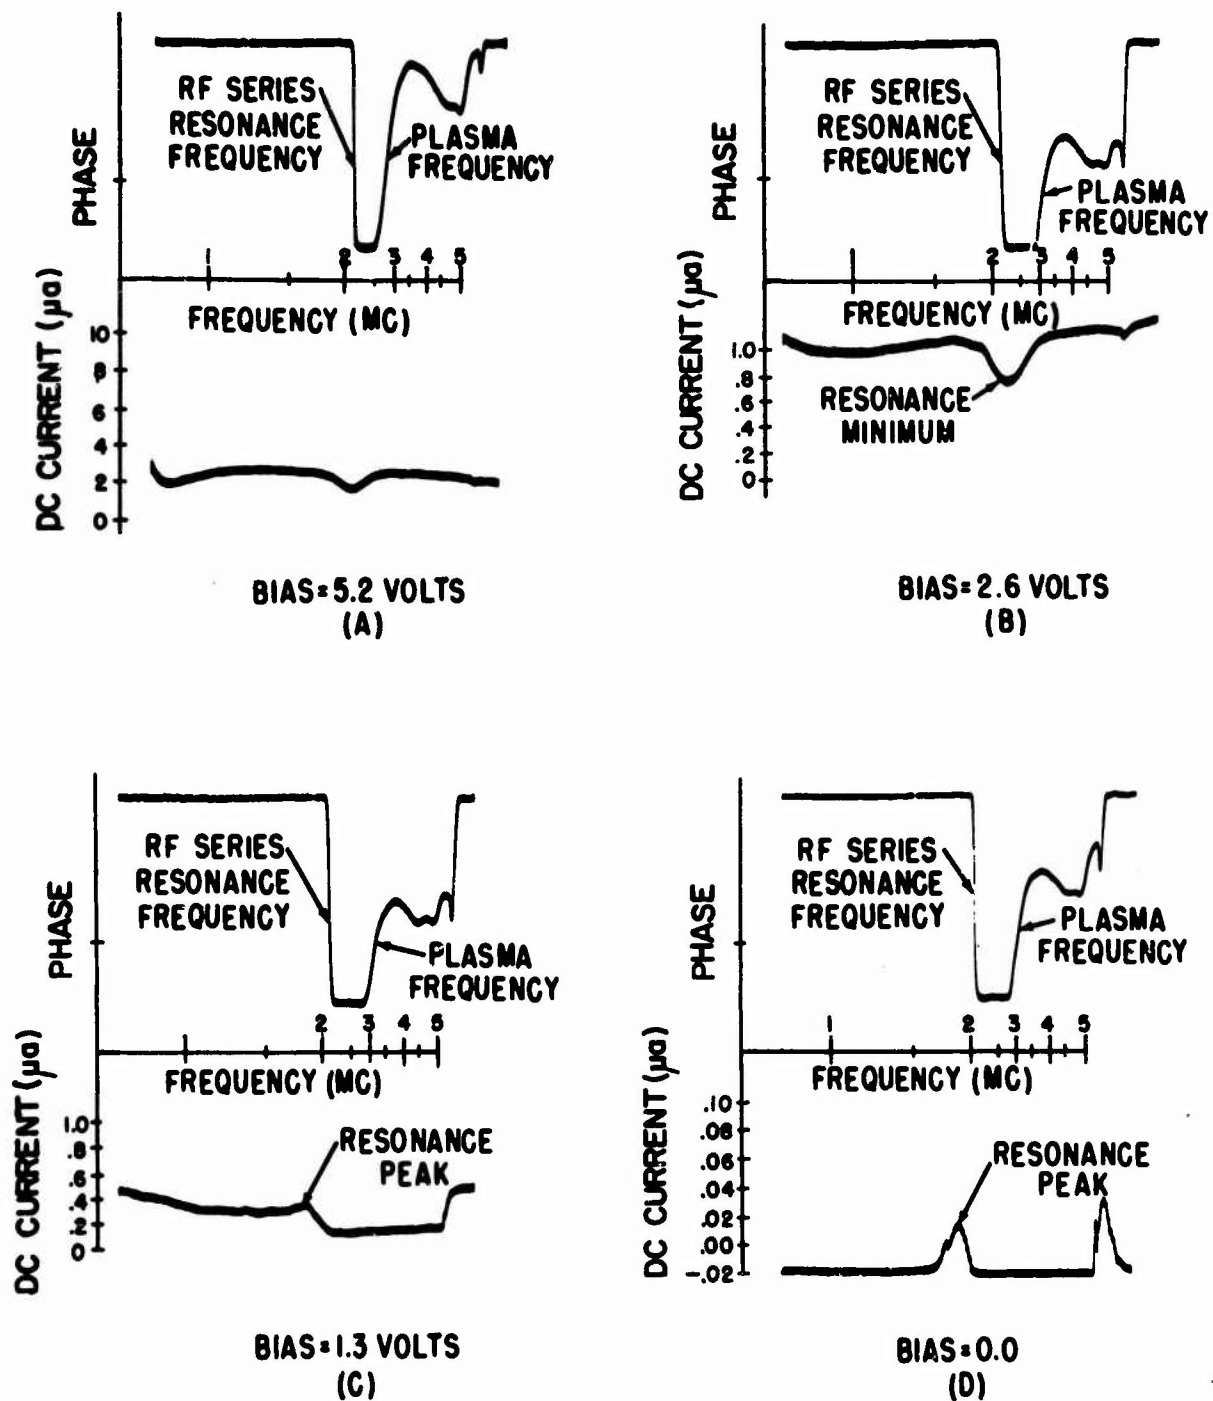 PHASE
RF SERIES
RESONANCE
FREQUENCY
PLASMA
FREQUENCY
1 2 3 4 5
FREQUENCY (MC)
DC CURRENT (µa)
10
8
6
4
2
0
BIAS=5.2 VOLTS
(A)
PHASE
RF SERIES
RESONANCE
FREQUENCY
PLASMA
FREQUENCY
2 3 4 5
FREQUENCY (MC)
DC CURRENT (µa)
1.0
.8
.6
.4
.2
0
RESONANCE
MINIMUM
BIAS=2.6 VOLTS
(B)
PHASE
RF SERIES
RESONANCE
FREQUENCY
PLASMA
FREQUENCY
2 3 4 5
FREQUENCY (MC)
DC CURRENT (µa)
1.0
.8
.6
.4
.2
0
RESONANCE
PEAK
BIAS=1.3 VOLTS
(C)
PHASE
RF SERIES
RESONANCE
FREQUENCY
PLASMA
FREQUENCY
1 2 3 4 5
FREQUENCY (MC)
DC CURRENT (µa)
.10
.08
.06
.04
.02
.00
-.02
RESONANCE
PEAK
BIAS=0.0
(D)